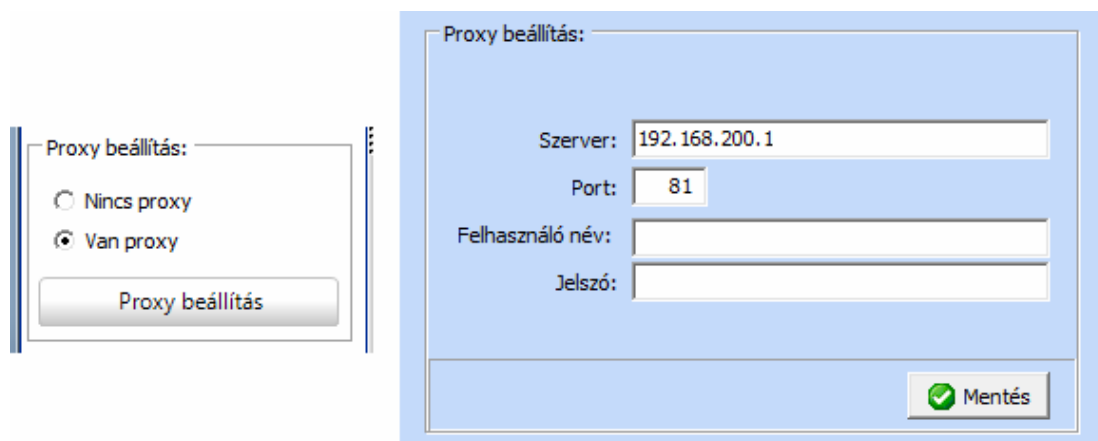 Proxy beállítás:
Nincs proxy
Van proxy
Proxy beállítás
Proxy beállítás:
Szerver: 192.168.200.1
Port: 81
Felhasználó név:
Jelszó:
Mentés